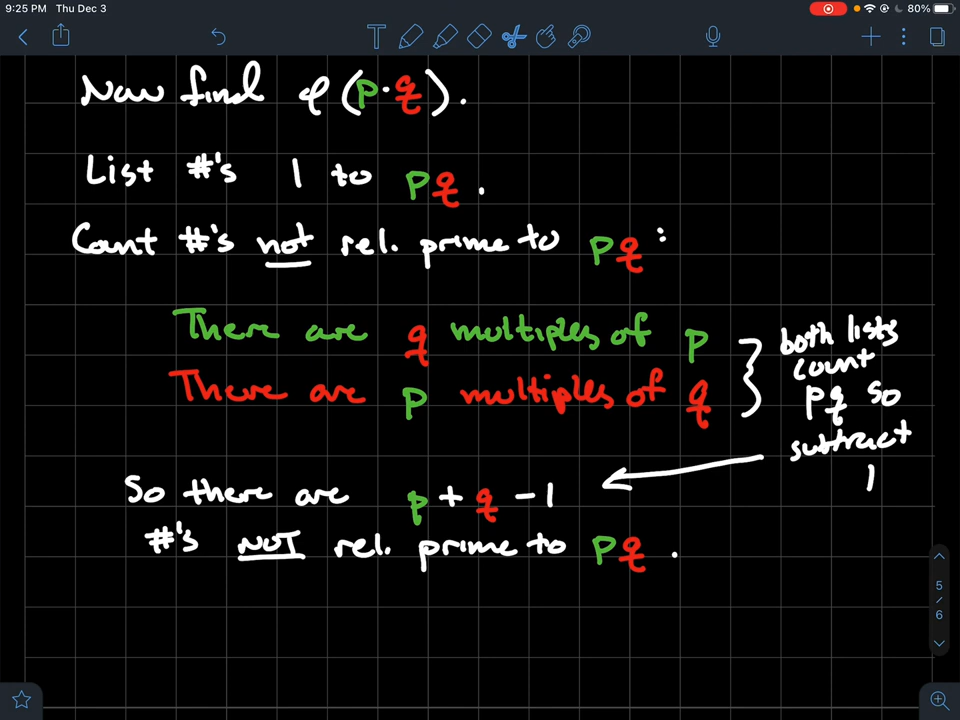 9:25 PM Thu Dec 3
80%
T
Now find φ(p·q).
List #'s 1 to pq.
Count #'s not rel. prime to pq:
There are q multiples of p
There are p multiples of q
both lists
count
pq so
subtract
1
So there are p + q - 1
#'s NOT rel. prime to pq.
5
/
6